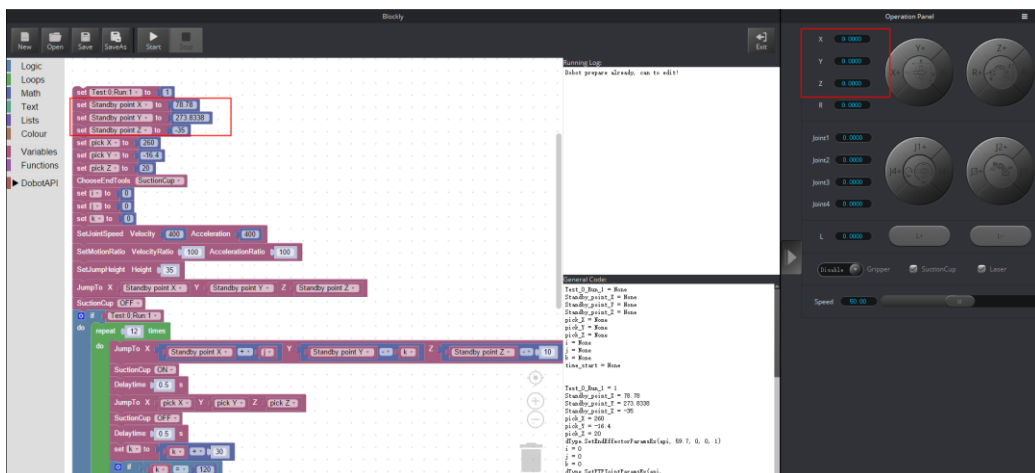 Blockly
New Open Save SaveAs Start Stop Exit
Logic
Loops
Math
Text
Lists
Colour
Variables
Functions
DobotAPI
set Test:0;Run:1 to 1
set Standby point X to 78.78
set Standby point Y to 273.8338
set Standby point Z to -35
set pick X to 260
set pick Y to -16.4
set pick Z to 20
ChooseEndTools SuctionCup
set i to 0
set j to 0
set k to 0
SetJointSpeed Velocity 400 Acceleration 400
SetMotionRatio VelocityRatio 100 AccelerationRatio 100
SetJumpHeight Height 35
JumpTo X Standby point X Y Standby point Y Z Standby point Z
SuctionCup OFF
if Test:0;Run:1
do repeat 12 times
do JumpTo X Standby point X + j Y Standby point Y - k Z Standby point Z 10
SuctionCup ON
Delaytime 0.5 s
JumpTo X pick X Y pick Y Z pick Z
SuctionCup OFF
Delaytime 0.5 s
set k to k + 30
if k = 120
Running Log:
Dobot prepare already, can to edit!
General Code:
Test_0_Run_1 = None
Standby_point_X = None
Standby_point_Y = None
Standby_point_Z = None
pick_X = None
pick_Y = None
pick_Z = None
i = None
j = None
k = None
time_start = None
Test_0_Run_1 = 1
Standby_point_X = 78.78
Standby_point_Y = 273.8338
Standby_point_Z = -35
pick_X = 260
pick_Y = -16.4
pick_Z = 20
dType.SetEndEffectorParamsEx(api, 59.7, 0, 0, 1)
i = 0
j = 0
k = 0
dType.SetPTPJointParamsEx(api,
Operation Panel
X 0.0000
Y 0.0000
Z 0.0000
R 0.0000
Y+ X+ Z+ R+
Joint1 0.0000
Joint2 0.0000
Joint3 0.0000
Joint4 0.0000
J1+ J4+ J2+ J3+
L 0.0000 L- L+
Disable Gripper SuctionCup Laser
Speed 50.00